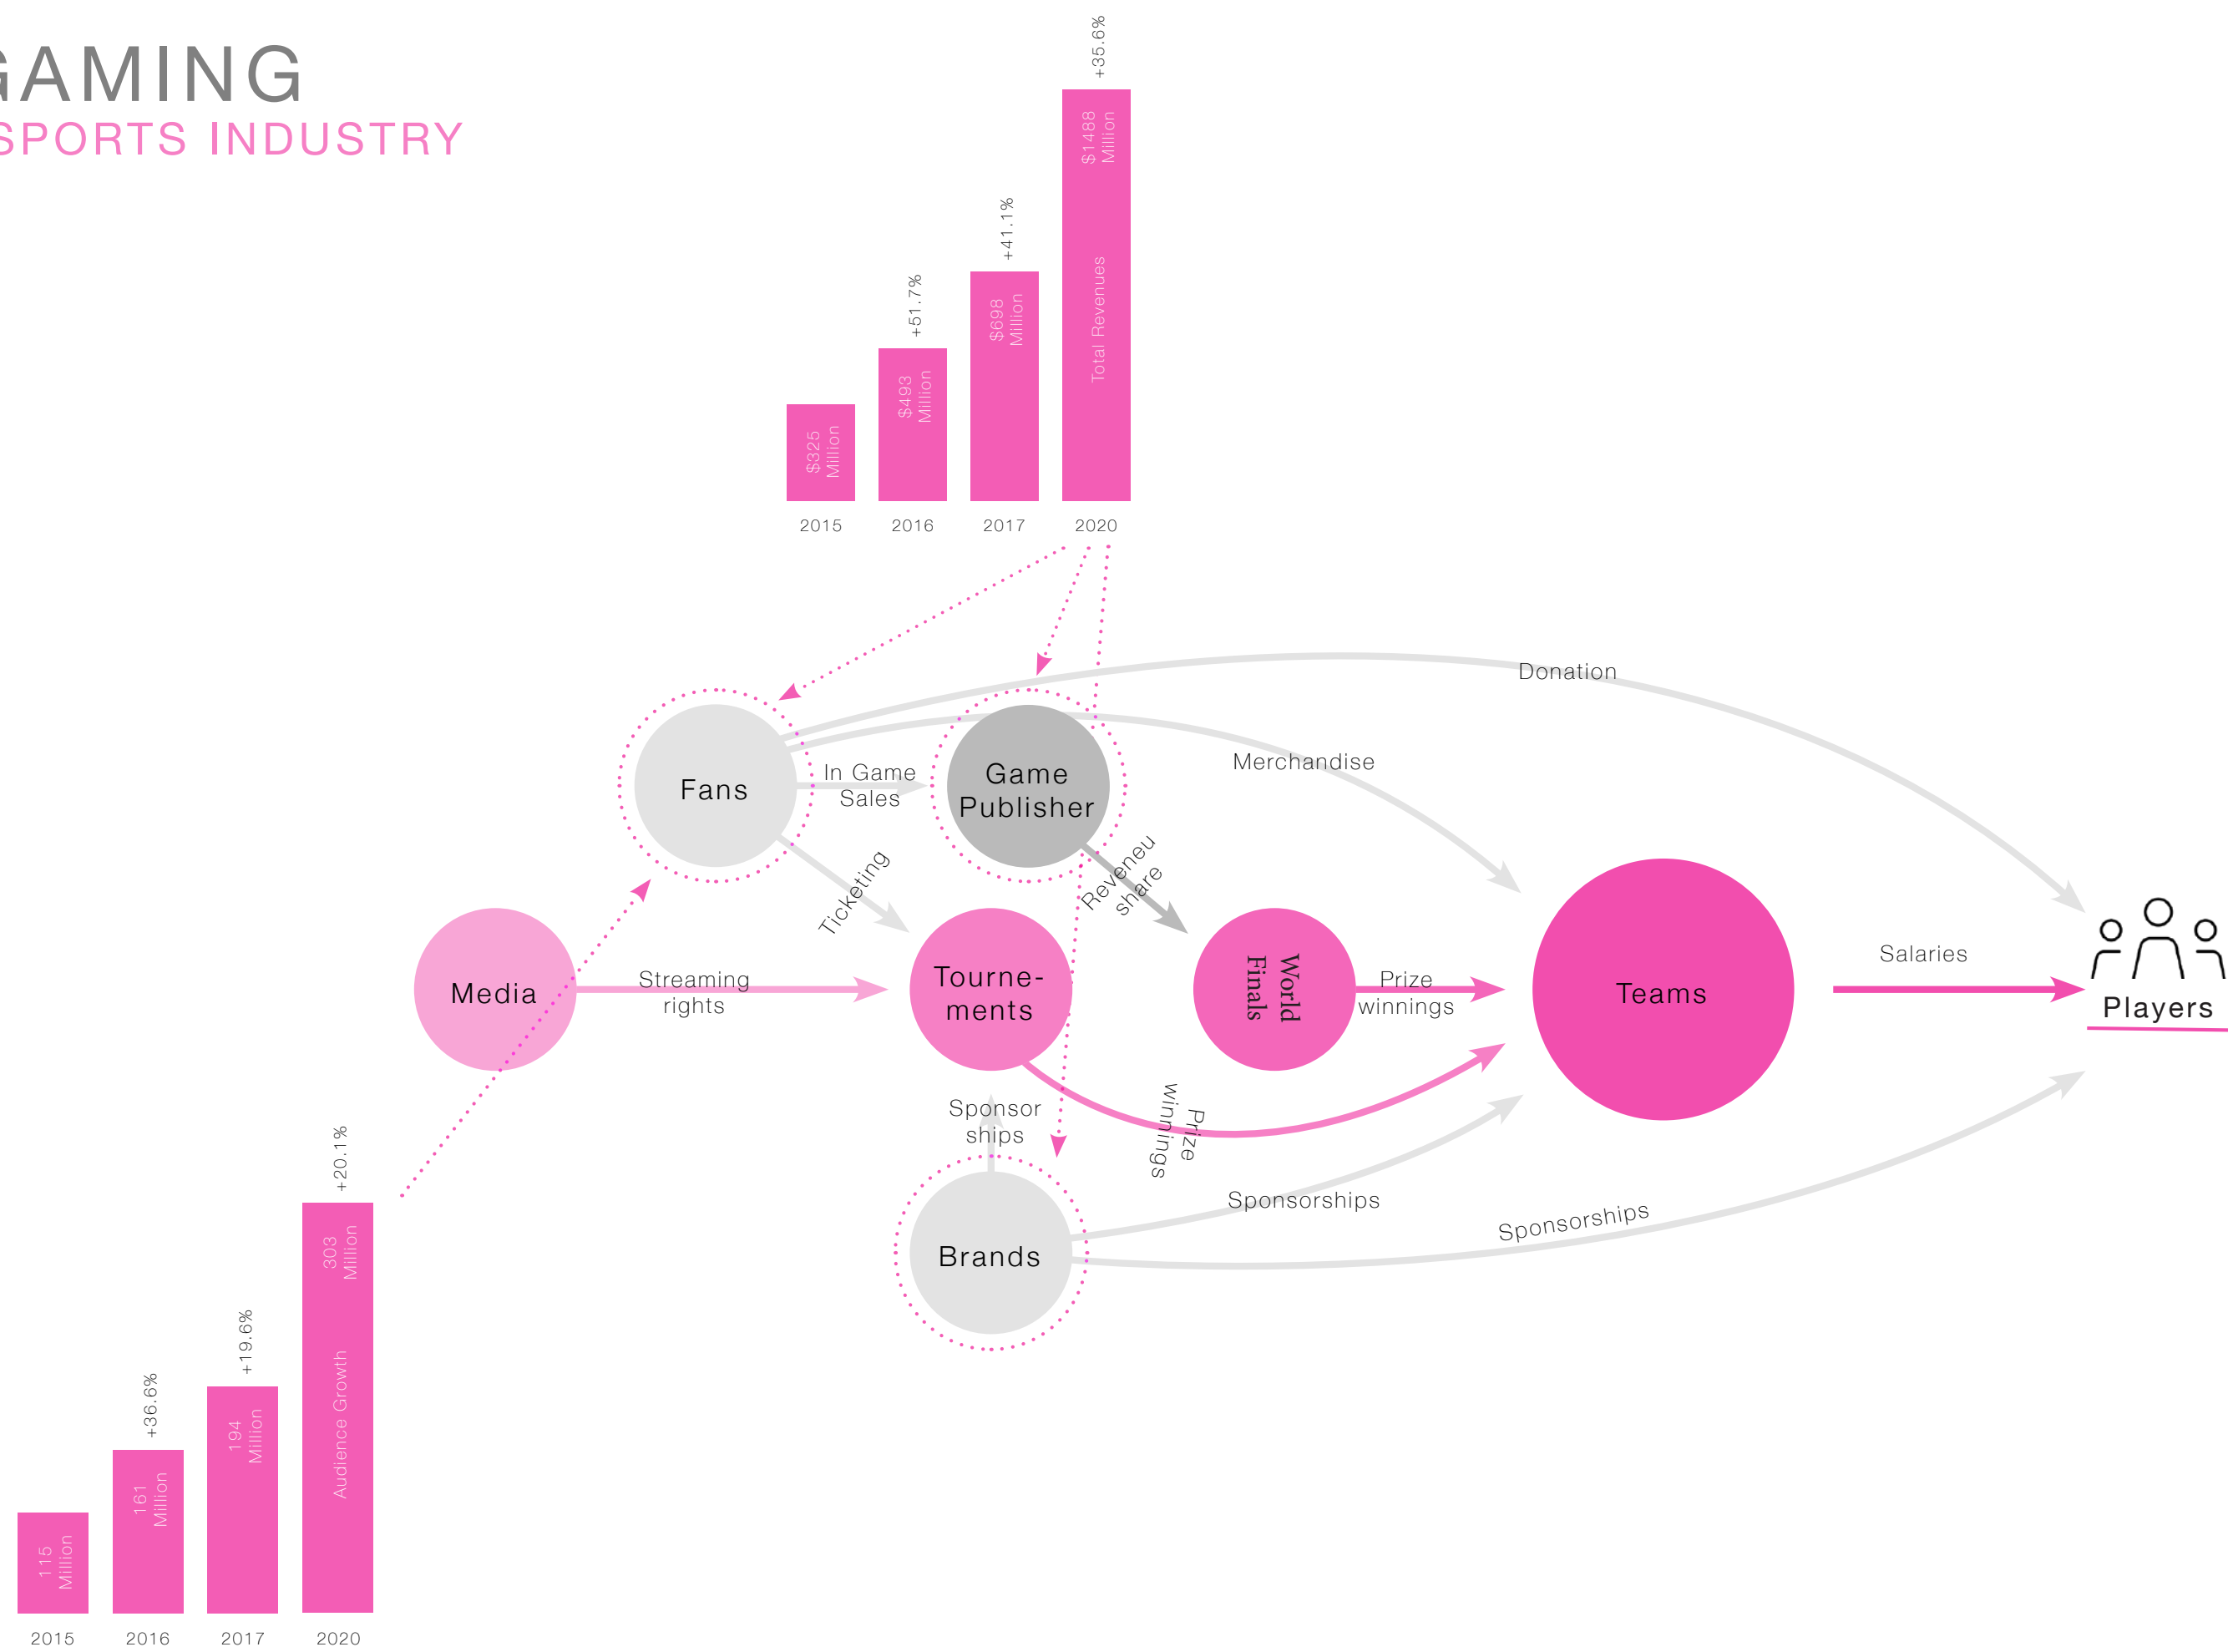 GAMING
SPORTS INDUSTRY
+35.6%
$1488
Million
Total Revenues
+41.1%
$698
Million
+51.7%
$493
Million
$325
Million
2015
2016
2017
2020
Donation
Merchandise
Fans
In Game
Sales
Game
Publisher
Ticketing
Reveneu
share
Media
Streaming
rights
Tourne-
ments
World
Finals
Prize
winnings
Teams
Salaries
Players
Sponsor
ships
Prize
winnings
Brands
Sponsorships
Sponsorships
+20.1%
303
Million
Audience Growth
+19.6%
194
Million
+36.6%
161
Million
115
Million
2015
2016
2017
2020